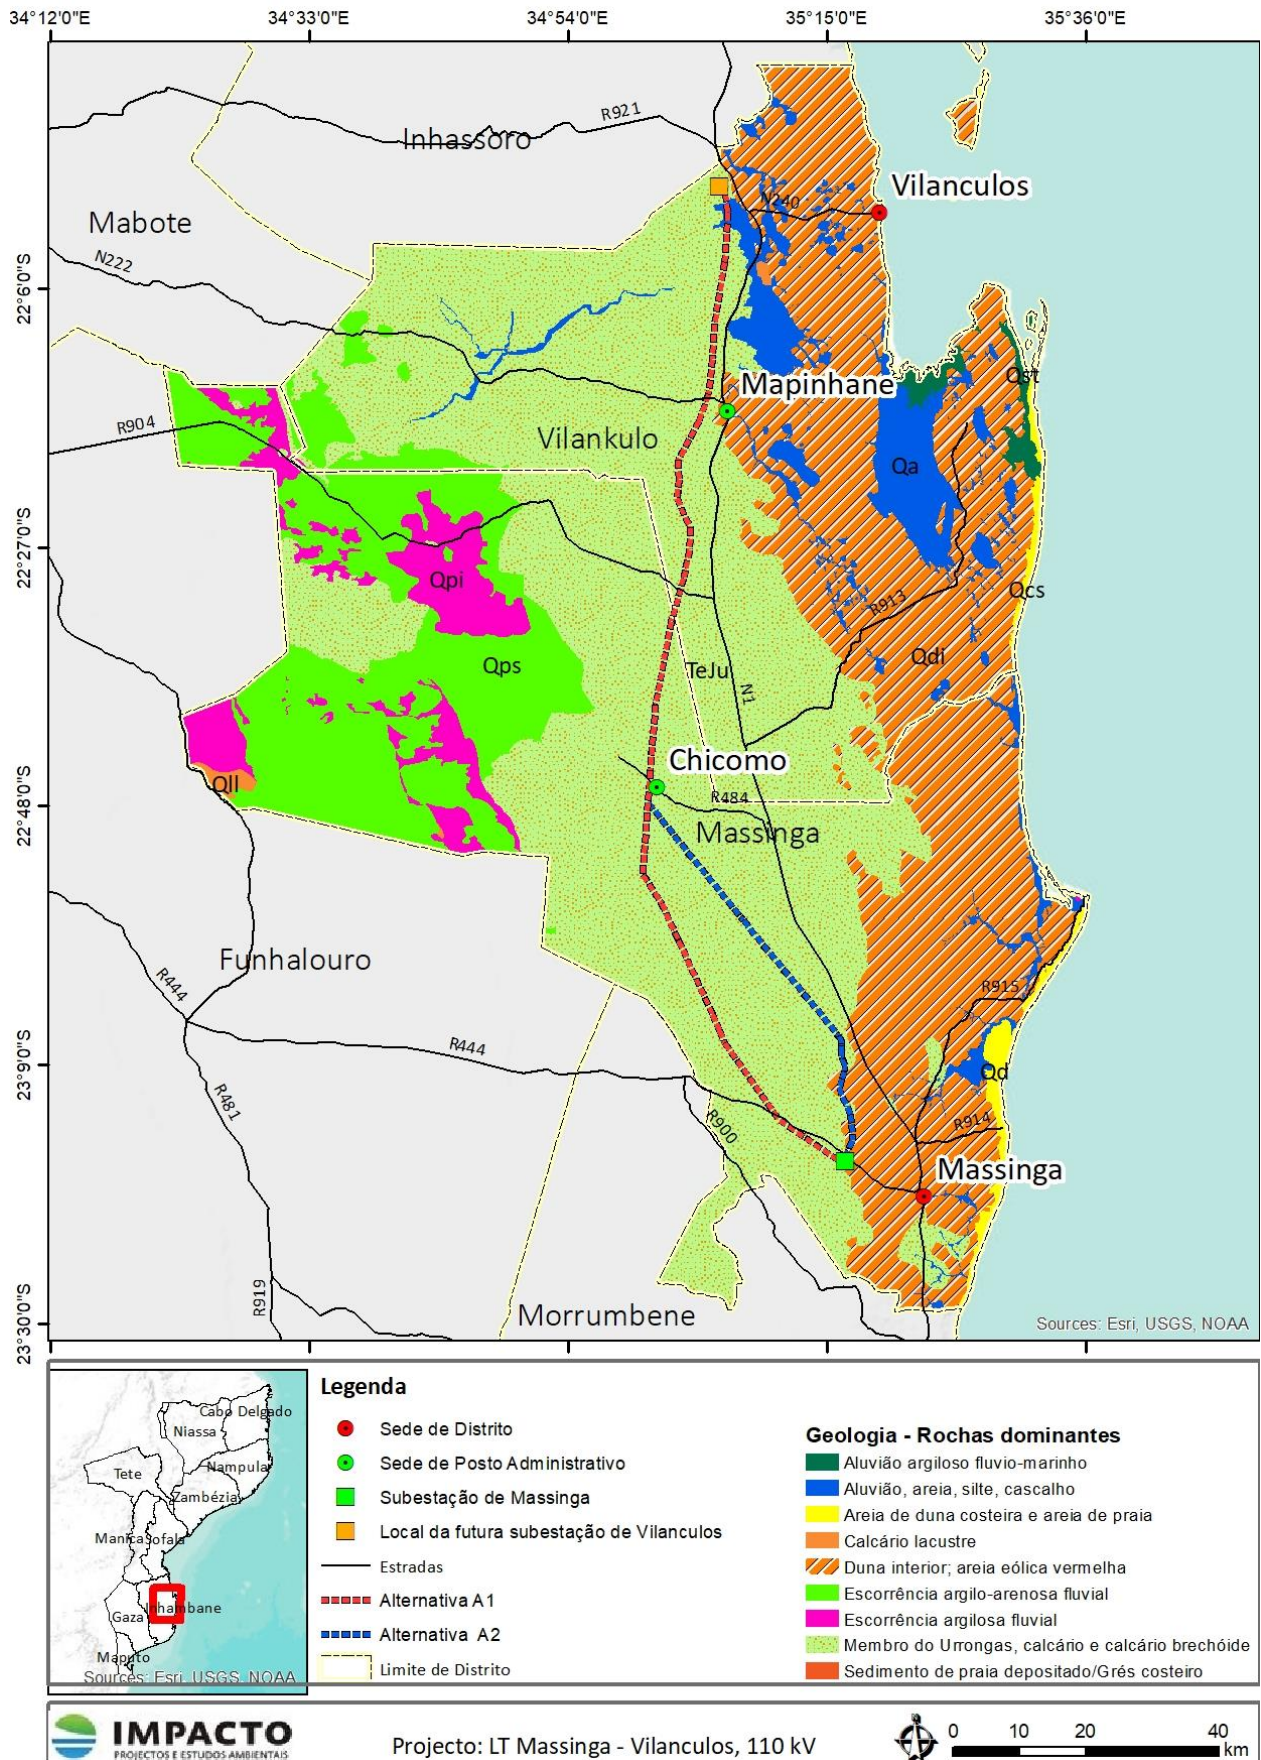 34°12'0"E 34°33'0"E 34°54'0"E 35°15'0"E 35°36'0"E
R921
Inhassoro
Vilanculos
N240
Mabote
N222
22°6'0"S
Mapinhane
Qst
R904
Vilankulo
Qa
22°27'0"S
Qpi
Qcs
R913
Qps
TeJu
Qdi
N1
Chicomo
Qll
R484
22°48'0"S
Massinga
Funhalouro
R444
R915
R444
23°9'0"S
Qd
R481
R900
R914
Massinga
R919
Morrumbene
23°30'0"S
Sources: Esri, USGS, NOAA
Cabo Delgado
Niassa
Nampula
Tete
Zambézia
Manica
Sofala
Inhambane
Gaza
Maputo
Sources: Esri, USGS, NOAA
Legenda
Sede de Distrito
Sede de Posto Administrativo
Subestação de Massinga
Local da futura subestação de Vilanculos
Estradas
Alternativa A1
Alternativa A2
Limite de Distrito
Geologia - Rochas dominantes
Aluvião argiloso fluvio-marinho
Aluvião, areia, silte, cascalho
Areia de duna costeira e areia de praia
Calcário lacustre
Duna interior; areia eólica vermelha
Escorrência argilo-arenosa fluvial
Escorrência argilosa fluvial
Membro do Urrongas, calcário e calcário brechóide
Sedimento de praia depositado/Grés costeiro
IMPACTO
PROJECTOS E ESTUDOS AMBIENTAIS
Projecto: LT Massinga - Vilanculos, 110 kV
0 10 20 40
km